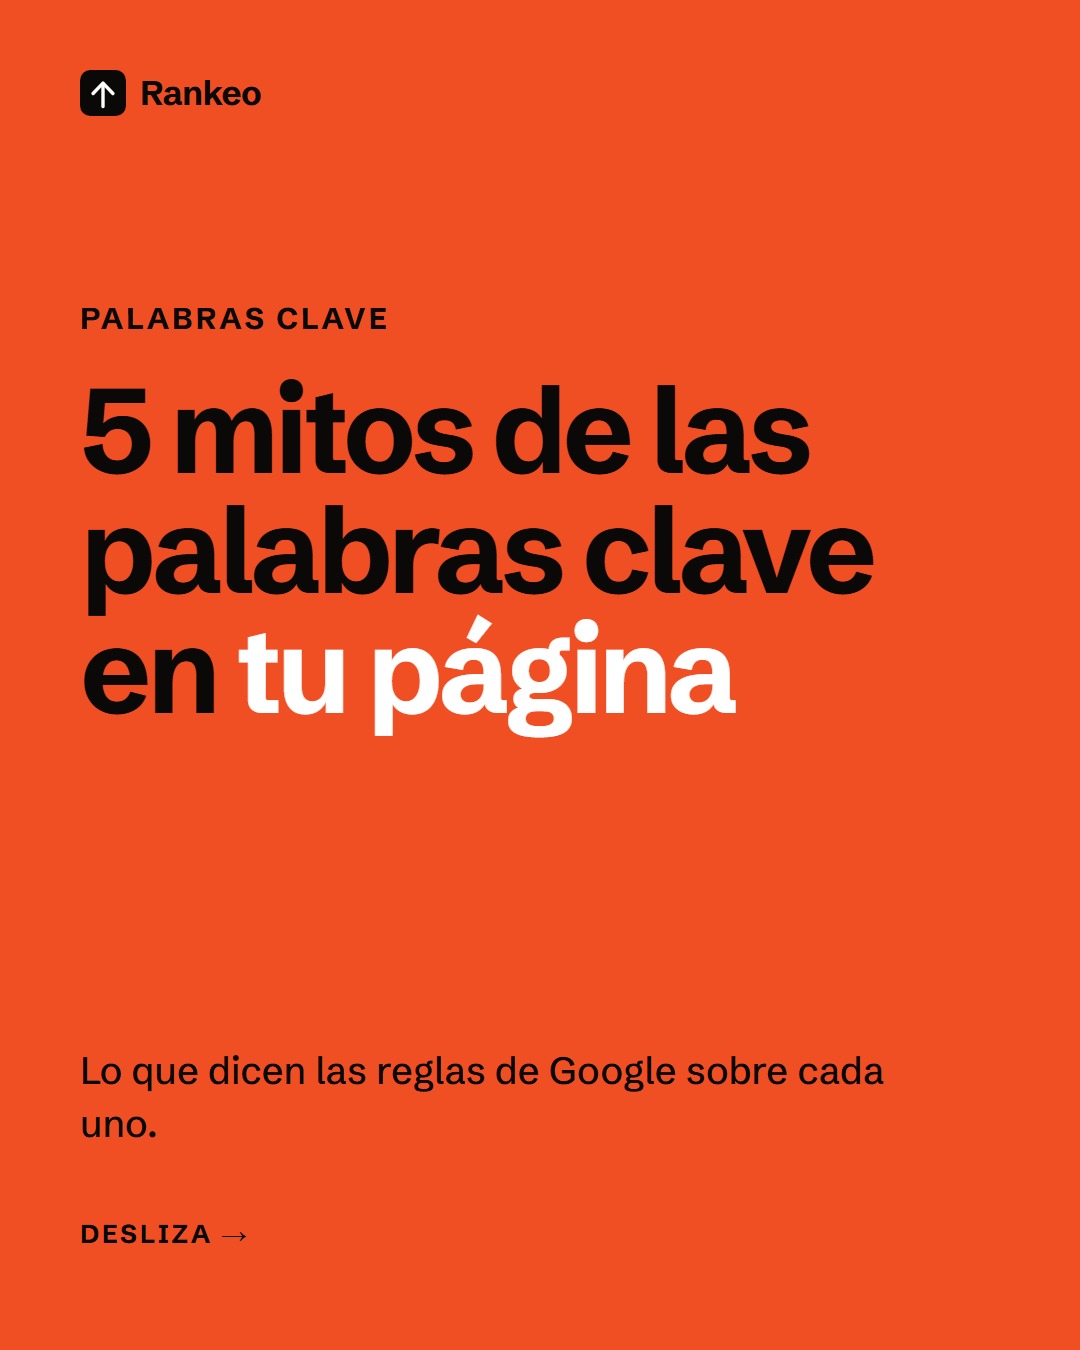 Rankeo
PALABRAS CLAVE
5 mitos de las
palabras clave
en tu página
Lo que dicen las reglas de Google sobre cada
uno.
DESLIZA →